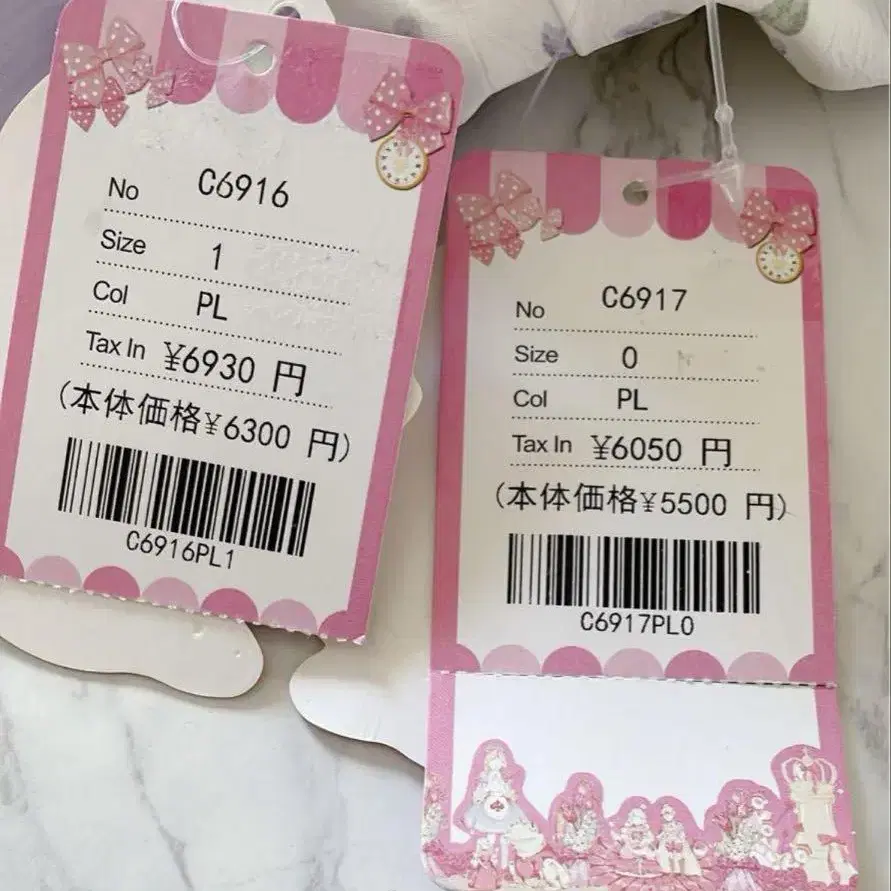 No C6916
Size 1
Col PL
Tax In ¥6930 円
(本体価格¥6300 円)
C6916PL1
No C6917
Size 0
Col PL
Tax In ¥6050 円
(本体価格¥5500 円)
C6917PL0